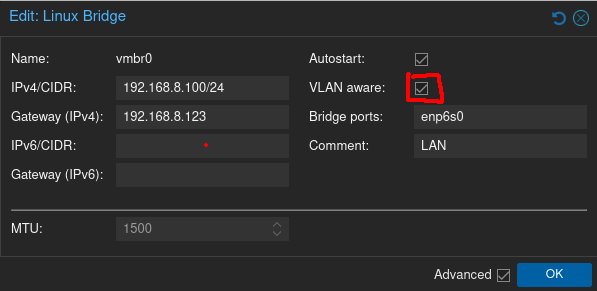 Edit: Linux Bridge
Name: vmbr0 Autostart:
IPv4/CIDR: 192.168.8.100/24 VLAN aware:
Gateway (IPv4): 192.168.8.123 Bridge ports: enp6s0
IPv6/CIDR: Comment: LAN
Gateway (IPv6):
MTU: 1500
Advanced OK